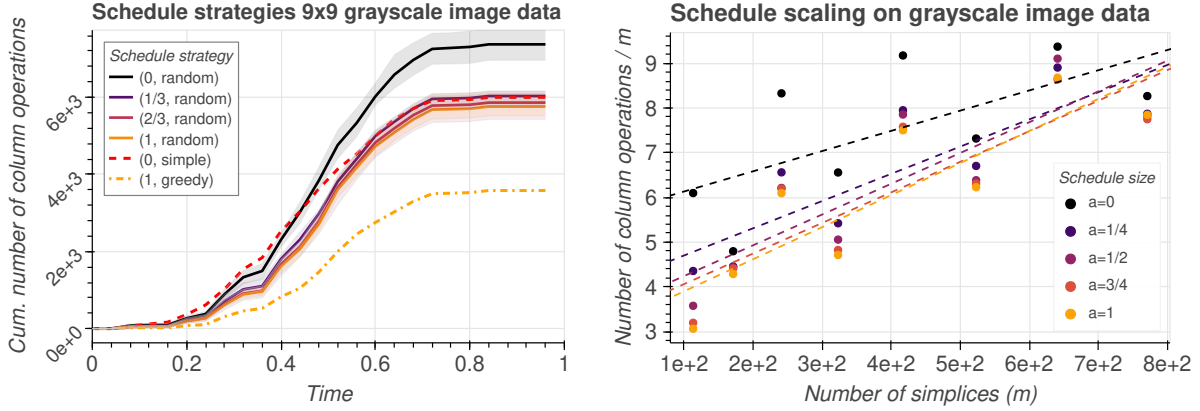 Schedule strategies 9x9 grayscale image data
Cum. number of column operations
6e+3
4e+3
2e+3
0e+0
Schedule strategy
(0, random)
(1/3, random)
(2/3, random)
(1, random)
(0, simple)
(1, greedy)
0
0.2
0.4
0.6
0.8
1
Time
Schedule scaling on grayscale image data
Number of column operations / m
9
8
7
6
5
4
3
Schedule size
a=0
a=1/4
a=1/2
a=3/4
a=1
1e+2
2e+2
3e+2
4e+2
5e+2
6e+2
7e+2
8e+2
Number of simplices (m)